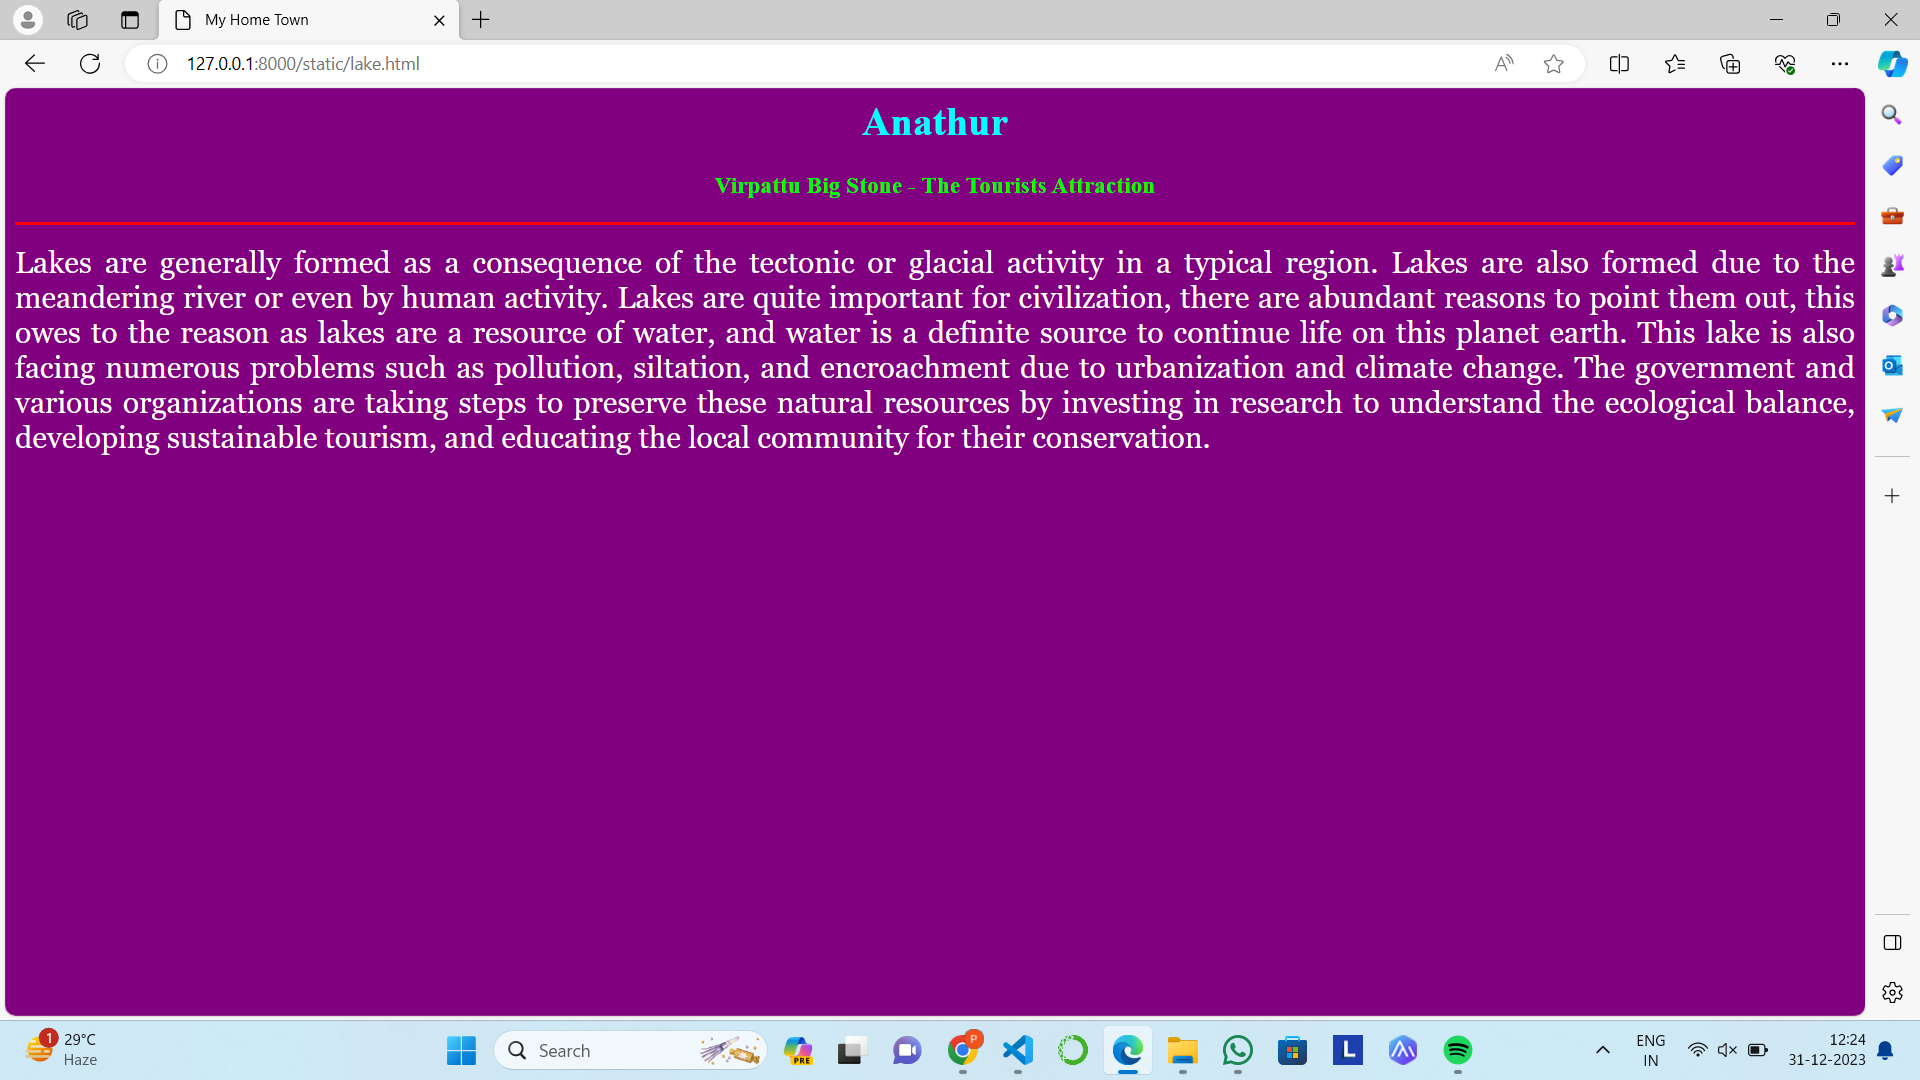 My Home Town
127.0.0.1:8000/static/lake.html
Anathur
Virpattu Big Stone - The Tourists Attraction
Lakes are generally formed as a consequence of the tectonic or glacial activity in a typical region. Lakes are also formed due to the
meandering river or even by human activity. Lakes are quite important for civilization, there are abundant reasons to point them out, this
owes to the reason as lakes are a resource of water, and water is a definite source to continue life on this planet earth. This lake is also
facing numerous problems such as pollution, siltation, and encroachment due to urbanization and climate change. The government and
various organizations are taking steps to preserve these natural resources by investing in research to understand the ecological balance,
developing sustainable tourism, and educating the local community for their conservation.
1
29°C
Haze
Search
PRE
P
L
ENG
IN
12:24
31-12-2023